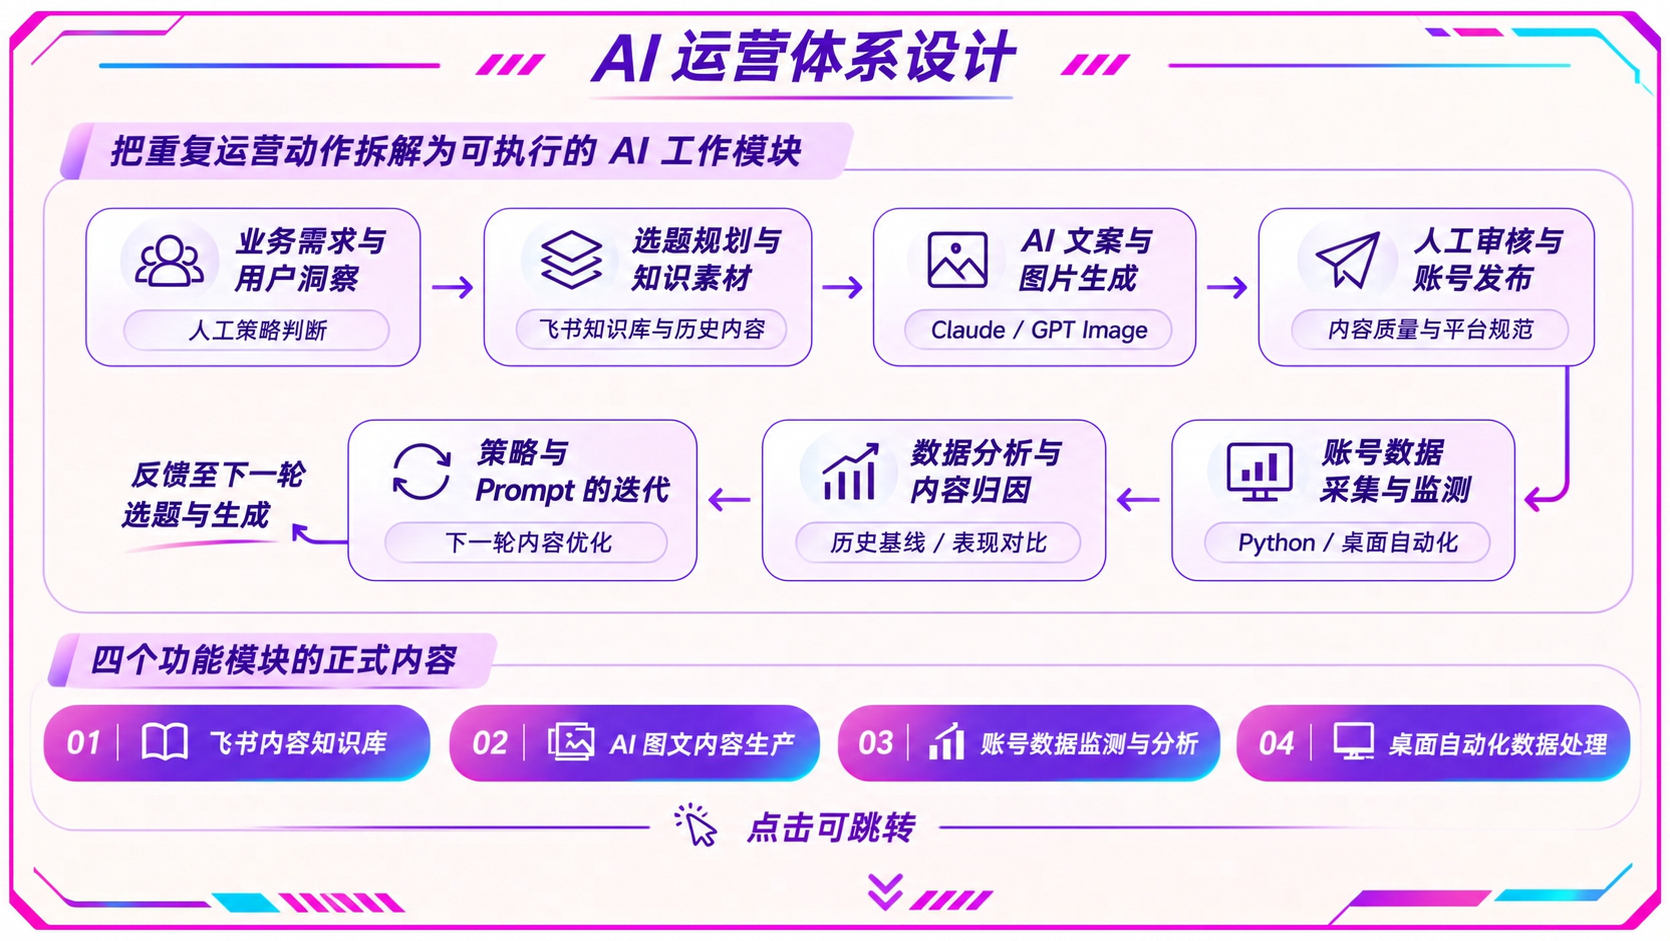 AI 运营体系设计
把重复运营动作拆解为可执行的 AI 工作模块
业务需求与
用户洞察
人工策略判断
选题规划与
知识素材
飞书知识库与历史内容
AI 文案与
图片生成
Claude / GPT Image
人工审核与
账号发布
内容质量与平台规范
账号数据
采集与监测
Python / 桌面自动化
数据分析与
内容归因
历史基线 / 表现对比
策略与
Prompt 的迭代
下一轮内容优化
反馈至下一轮
选题与生成
四个功能模块的正式内容
01 飞书内容知识库
02 AI 图文内容生产
03 账号数据监测与分析
04 桌面自动化数据处理
点击可跳转